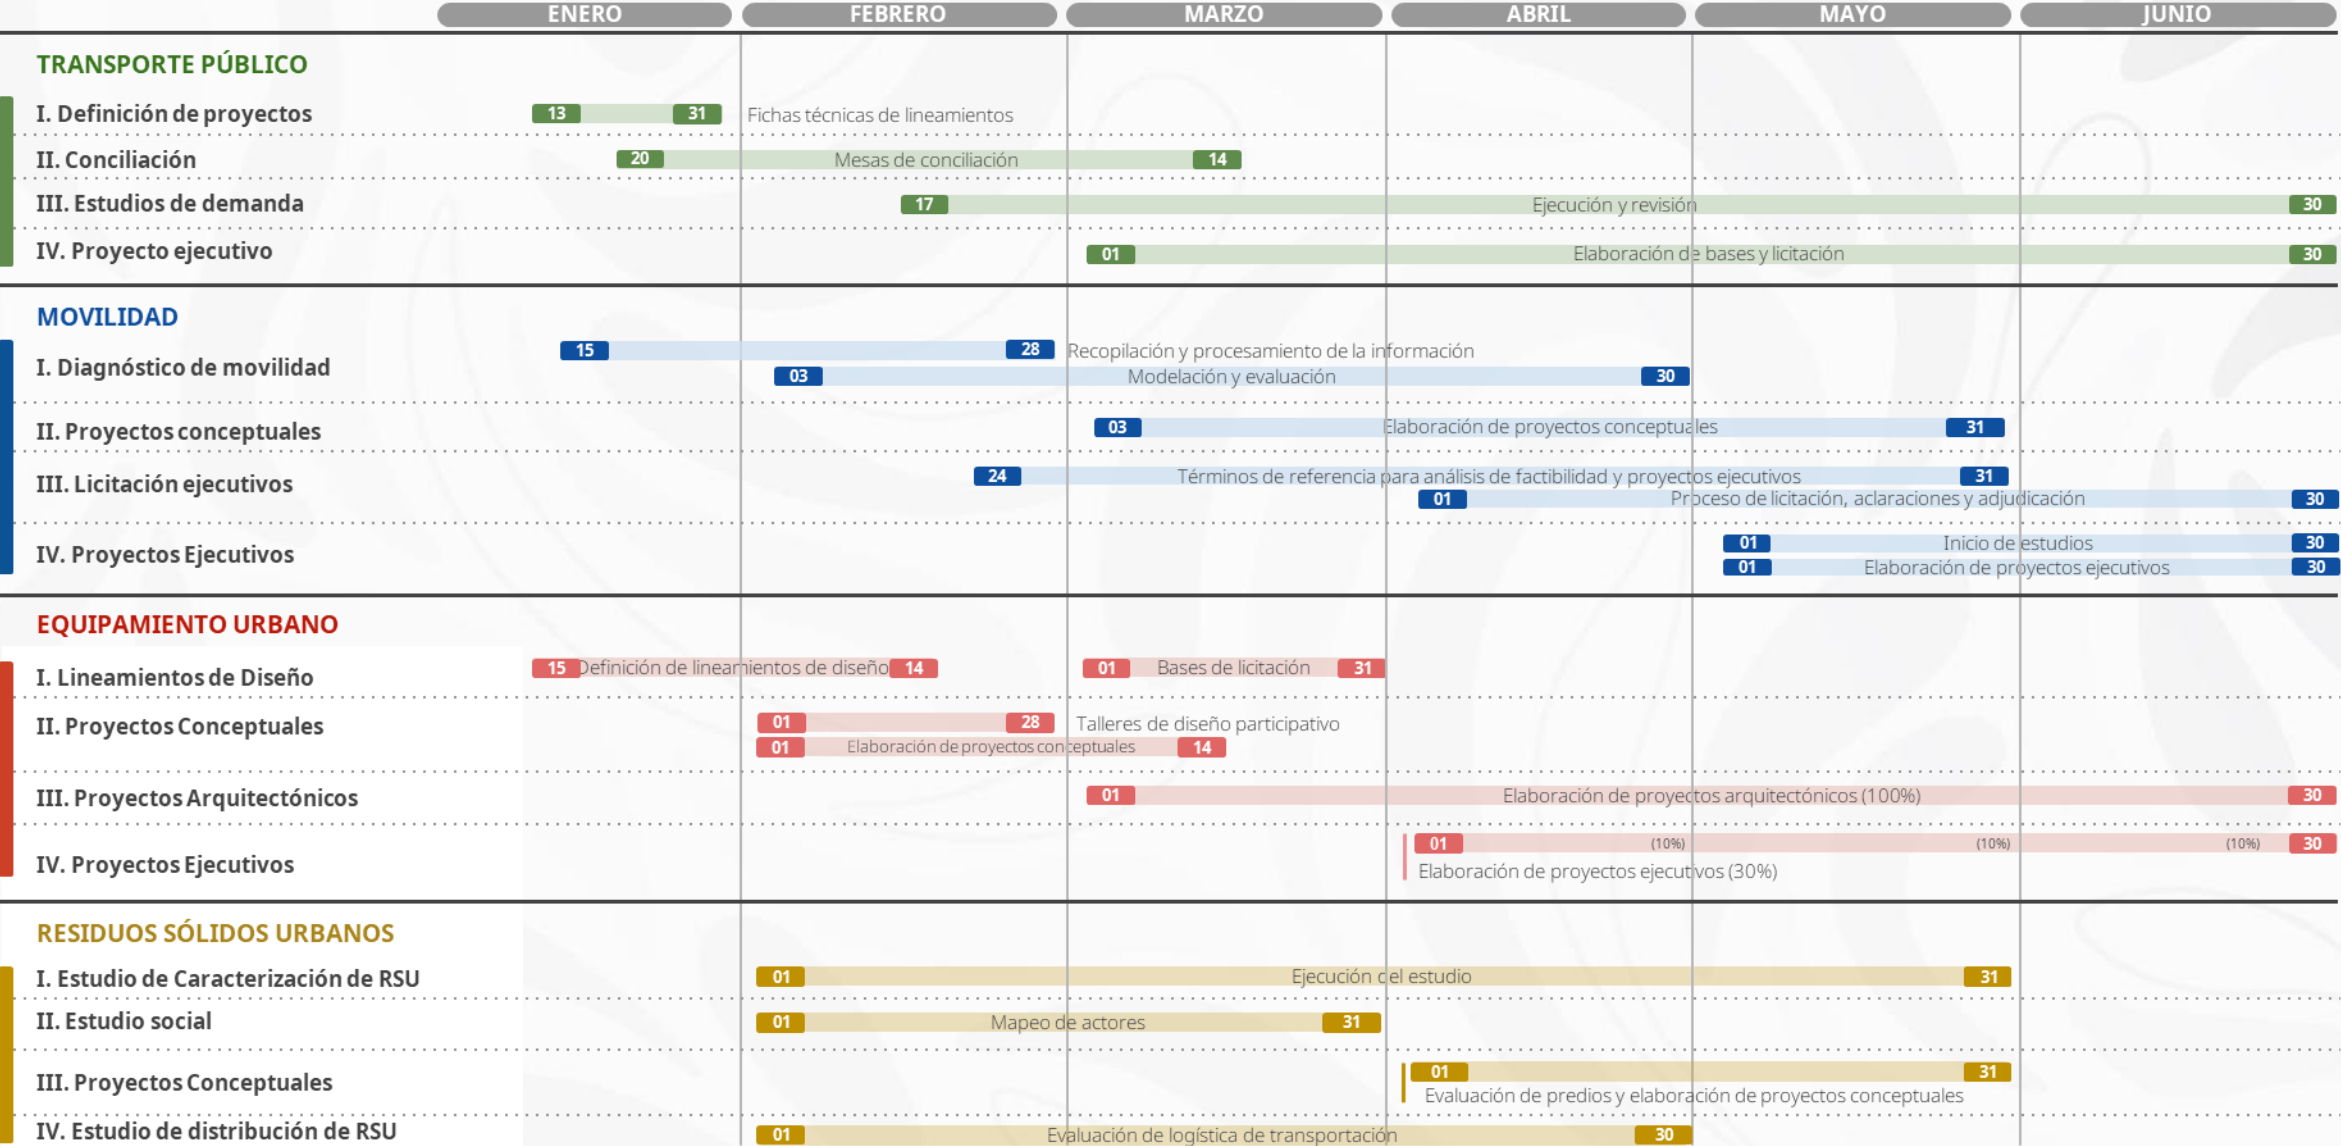 ENERO FEBRERO MARZO ABRIL MAYO JUNIO
TRANSPORTE PÚBLICO
I. Definición de proyectos 13 31 Fichas técnicas de lineamientos
II. Conciliación 20 Mesas de conciliación 14
III. Estudios de demanda 17 Ejecución y revisión 30
IV. Proyecto ejecutivo 01 Elaboración de bases y licitación 30
MOVILIDAD
I. Diagnóstico de movilidad
15 28 Recopilación y procesamiento de la información
03 Modelación y evaluación 30
II. Proyectos conceptuales 03 Elaboración de proyectos conceptuales 31
III. Licitación ejecutivos
24 Términos de referencia para análisis de factibilidad y proyectos ejecutivos 31
01 Proceso de licitación, aclaraciones y adjudicación 30
IV. Proyectos Ejecutivos
01 Inicio de estudios 30
01 Elaboración de proyectos ejecutivos 30
EQUIPAMIENTO URBANO
I. Lineamientos de Diseño 15 Definición de lineamientos de diseño 14 01 Bases de licitación 31
II. Proyectos Conceptuales 01 28 Talleres de diseño participativo
01 Elaboración de proyectos conceptuales 14
III. Proyectos Arquitectónicos 01 Elaboración de proyectos arquitectónicos (100%) 30
IV. Proyectos Ejecutivos 01 (10%) (10%) (10%) 30
Elaboración de proyectos ejecutivos (30%)
RESIDUOS SÓLIDOS URBANOS
I. Estudio de Caracterización de RSU 01 Ejecución del estudio 31
II. Estudio social 01 Mapeo de actores 31
III. Proyectos Conceptuales 01 31
Evaluación de predios y elaboración de proyectos conceptuales
IV. Estudio de distribución de RSU 01 Evaluación de logística de transportación 30